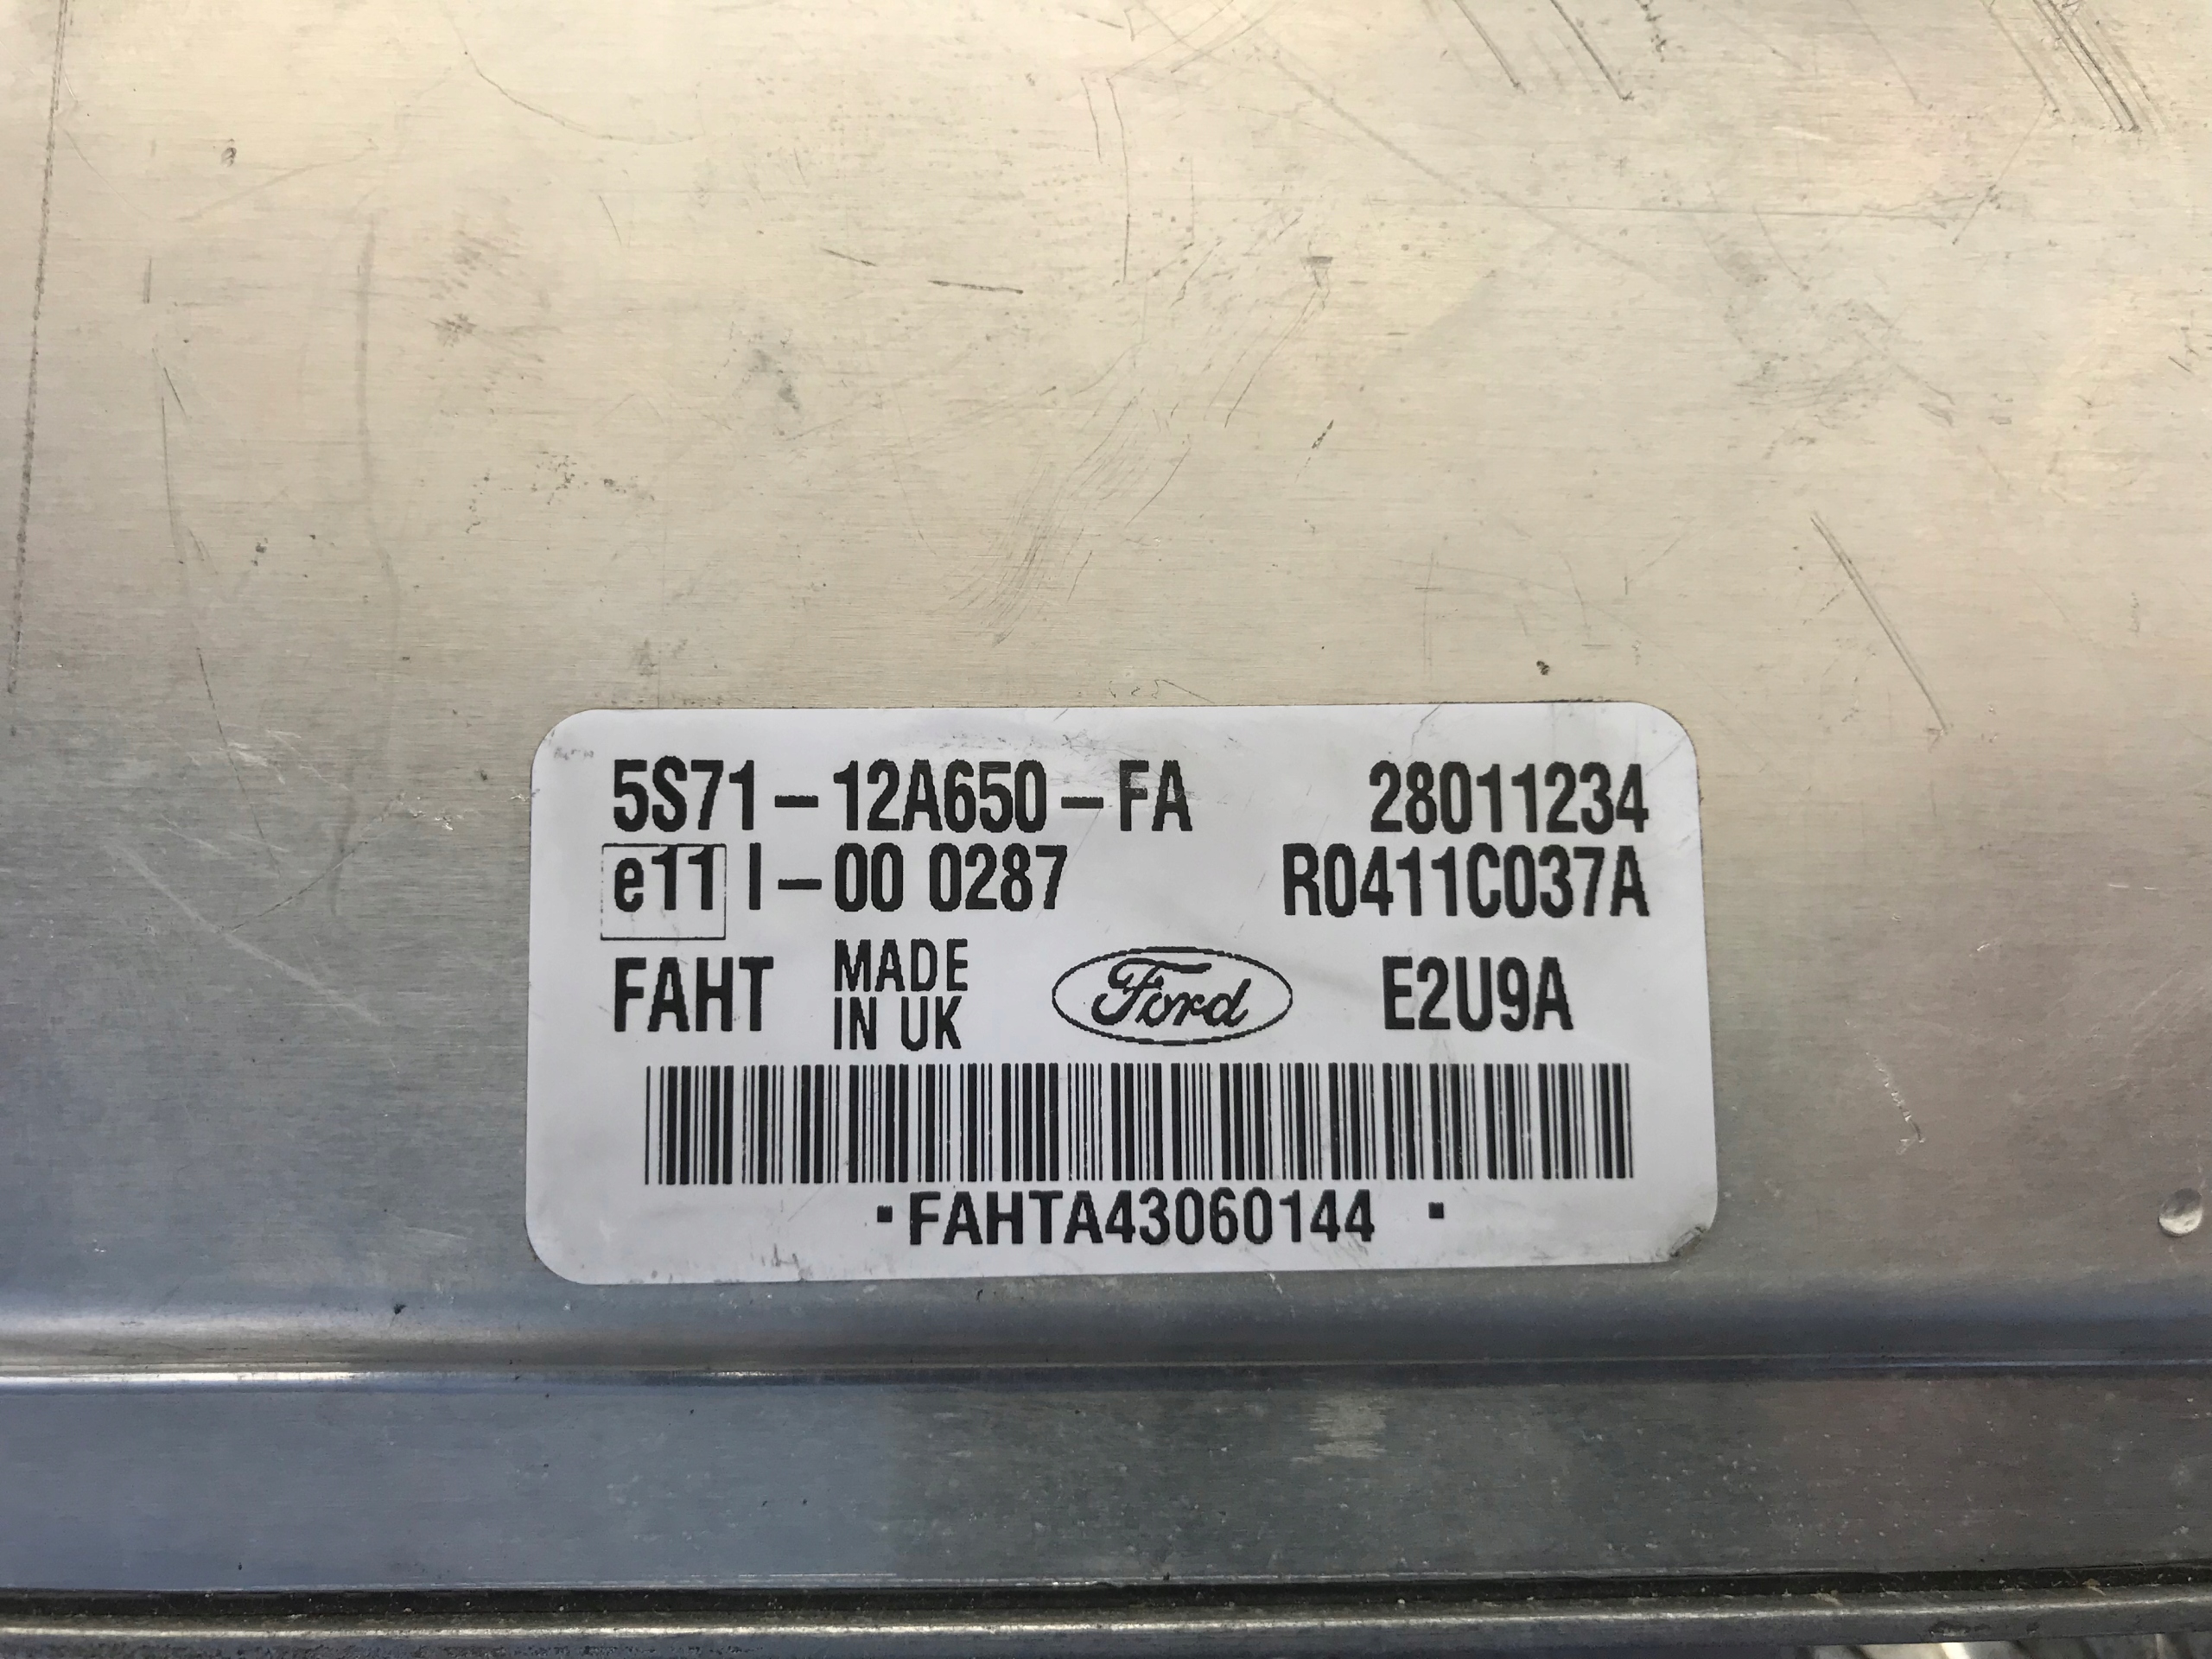 5S71-12A650-FA 28011234
e11 I-00 0287 R0411C037A
FAHT MADE IN UK Ford E2U9A
FAHTA43060144